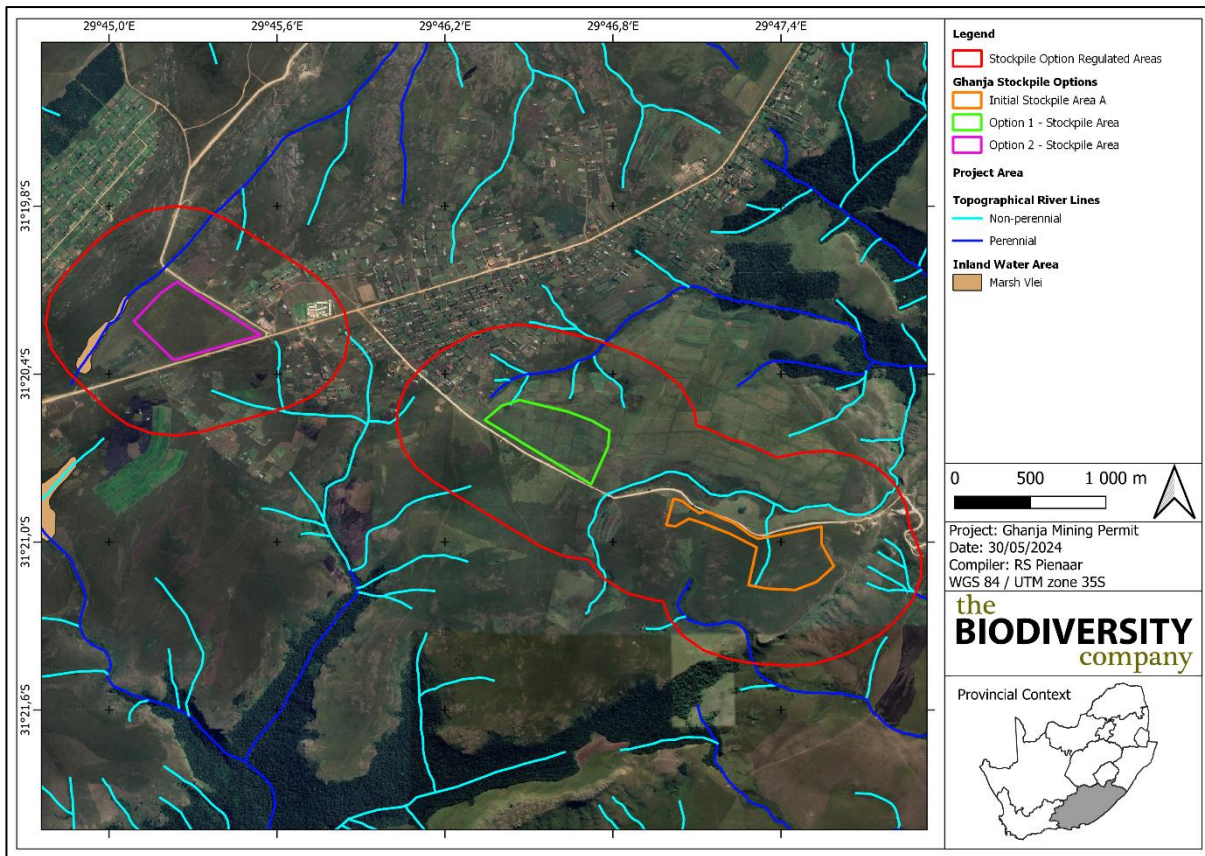 29°45,0'E 29°45,6'E 29°46,2'E 29°46,8'E 29°47,4'E
31°19,8'S
31°20,4'S
31°21,0'S
31°21,6'S
Legend
Stockpile Option Regulated Areas
Ghanja Stockpile Options
Initial Stockpile Area A
Option 1 - Stockpile Area
Option 2 - Stockpile Area
Project Area
Topographical River Lines
Non-perennial
Perennial
Inland Water Area
Marsh Vlei
0 500 1 000 m
Project: Ghanja Mining Permit
Date: 30/05/2024
Compiler: RS Pienaar
WGS 84 / UTM zone 35S
the
BIODIVERSITY
company
Provincial Context